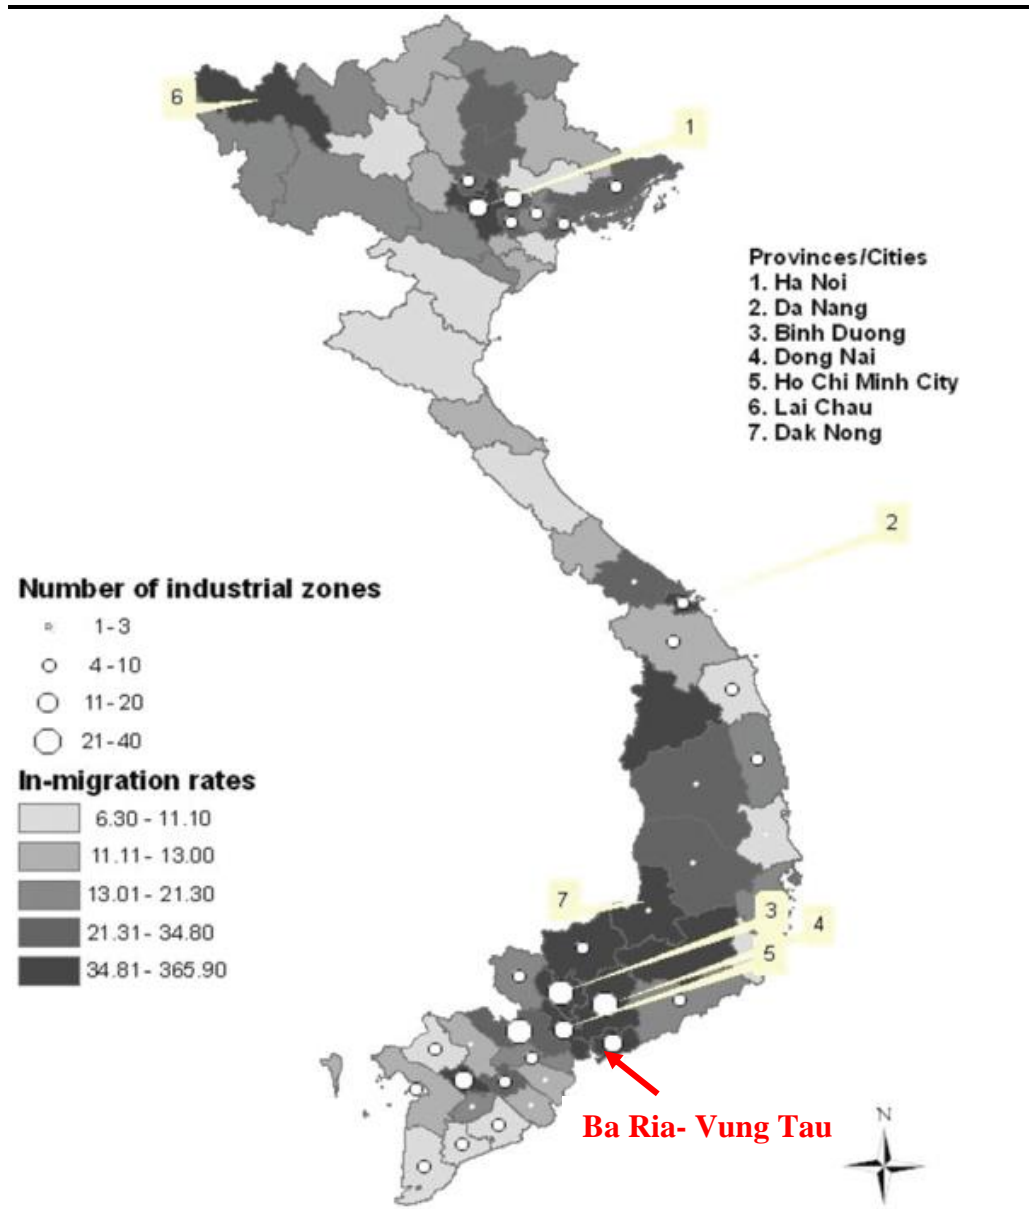 6
1
Provinces/Cities
1. Ha Noi
2. Da Nang
3. Binh Duong
4. Dong Nai
5. Ho Chi Minh City
6. Lai Chau
7. Dak Nong
2
Number of industrial zones
1-3
4-10
11-20
21-40
In-migration rates
6.30 - 11.10
11.11 - 13.00
13.01 - 21.30
21.31 - 34.80
34.81 - 365.90
7
3
4
5
Ba Ria- Vung Tau
N